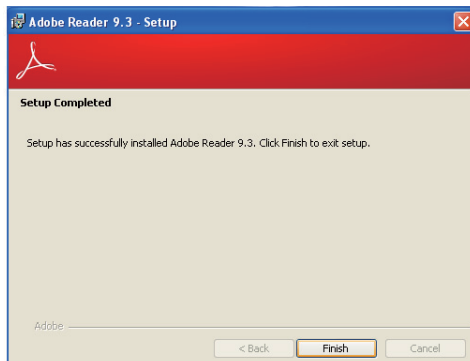 Adobe Reader 9.3 - Setup
Setup Completed
Setup has successfully installed Adobe Reader 9.3. Click Finish to exit setup.
Adobe
< Back
Finish
Cancel